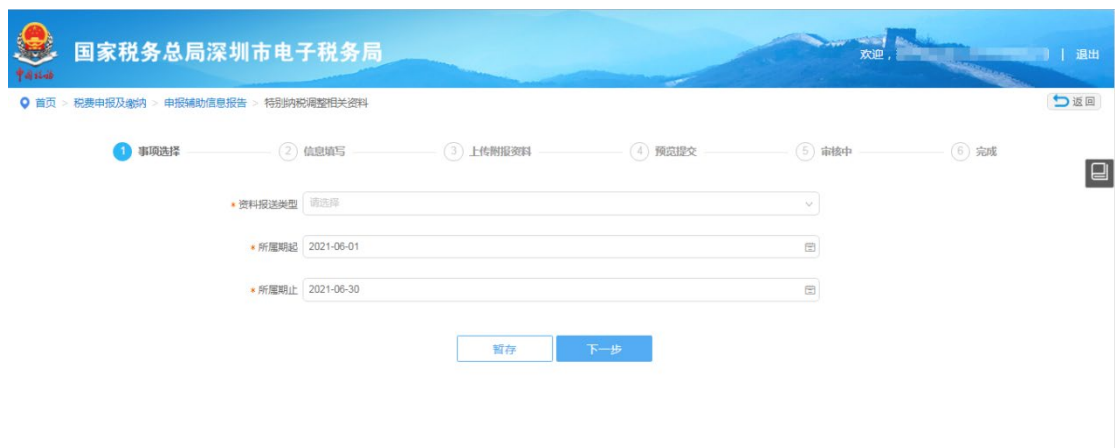 国家税务总局深圳市电子税务局
欢迎，
| 退出
中国税务
首页 > 税费申报及缴纳 > 申报辅助信息报告 > 特别纳税调整相关资料
返回
1 事项选择 2 信息填写 3 上传附报资料 4 预览提交 5 审核中 6 完成
* 资料报送类型 请选择
* 所属期起 2021-06-01
* 所属期止 2021-06-30
暂存 下一步